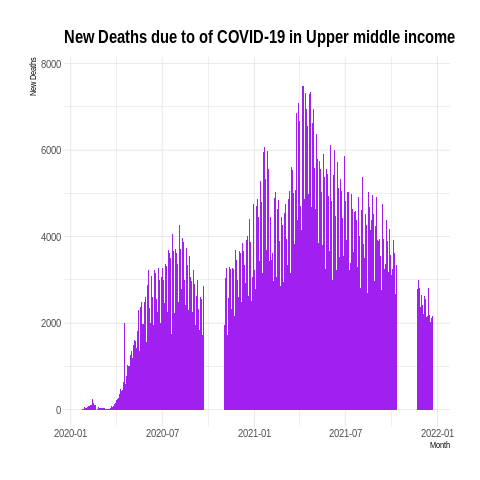 New Deaths due to of COVID-19 in Upper middle income
New Deaths
8000
6000
4000
2000
0
2020-01 2020-07 2021-01 2021-07 2022-01
Month